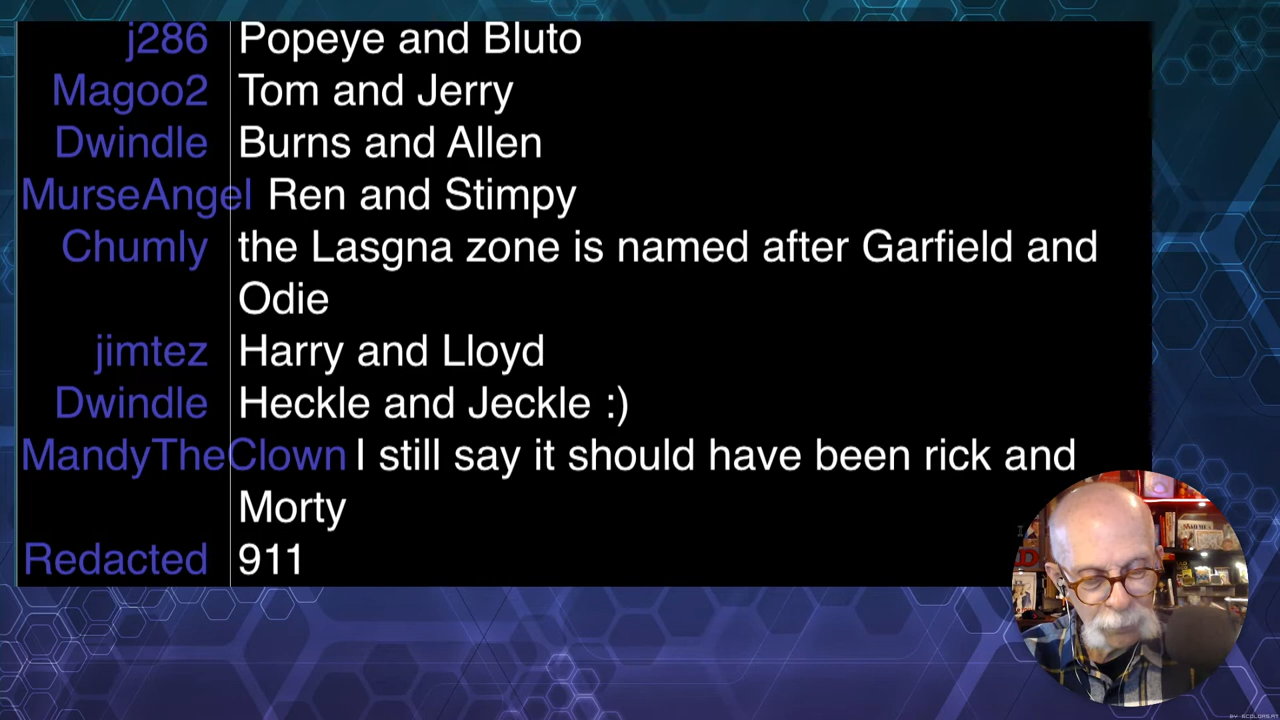 j286 Popeye and Bluto
Magoo2 Tom and Jerry
Dwindle Burns and Allen
MurseAngel Ren and Stimpy
Chumly the Lasgna zone is named after Garfield and
Odie
jimtez Harry and Lloyd
Dwindle Heckle and Jeckle :)
MandyTheClown I still say it should have been rick and
Morty
Redacted 911